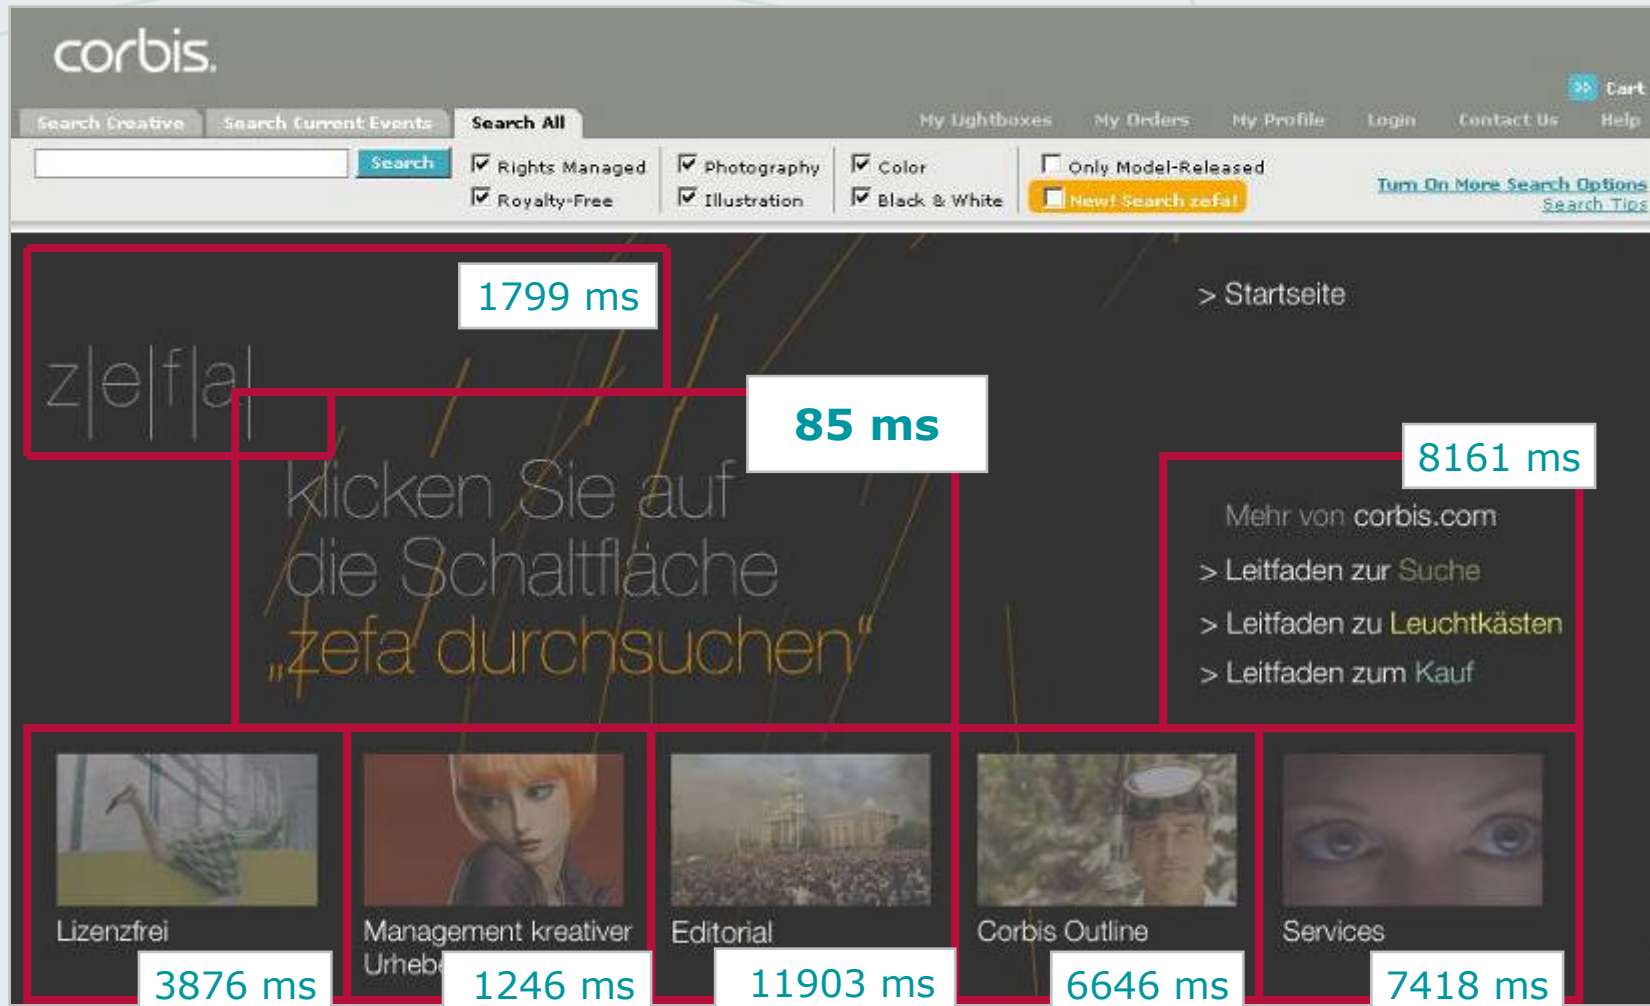 corbis.
Cart
Search Creative Search Current Events Search All My Lightboxes My Orders My Profile Login Contact Us Help
Search Rights Managed Photography Color Only Model-Released
Royalty-Free Illustration Black & White New! Search zefa! Turn On More Search Options
Search Tips
1799 ms
> Startseite
z|e|f|a|
85 ms
8161 ms
klicken Sie auf
die Schaltfläche
„zefa durchsuchen“
Mehr von corbis.com
> Leitfaden zur Suche
> Leitfaden zu Leuchtkästen
> Leitfaden zum Kauf
Lizenzfrei
Management kreativer
Editorial
Corbis Outline
Services
3876 ms
1246 ms
11903 ms
6646 ms
7418 ms